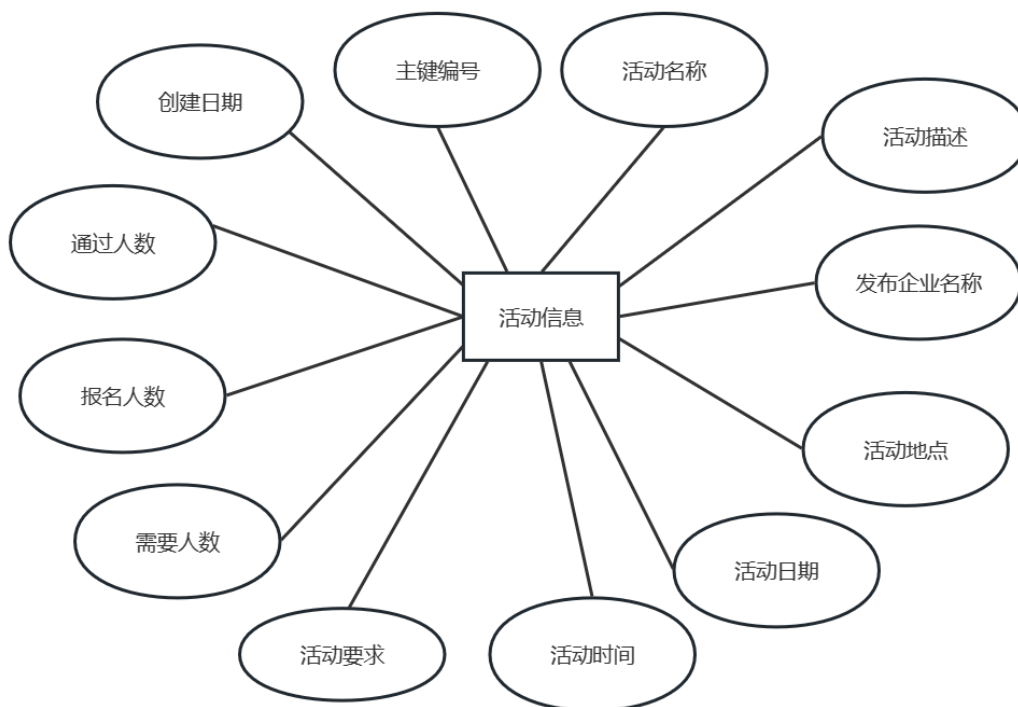 主键编号
活动名称
创建日期
活动描述
通过人数
发布企业名称
活动信息
报名人数
活动地点
需要人数
活动日期
活动要求
活动时间